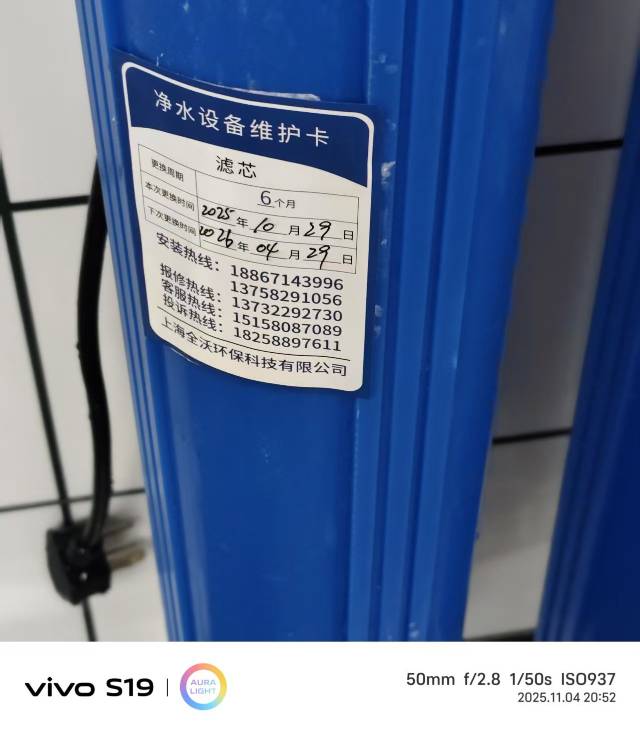 净水设备维护卡
滤芯
更换周期 6个月
本次更换时间 2025年10月29日
下次更换时间 2026年04月29日
安装热线：18867143996
13758291056
报修热线：13732292730
客服热线：15158087089
投诉热线：18258897611
上海全沃环保科技有限公司
vivo S19 AURA LIGHT
50mm f/2.8 1/50s ISO937
2025.11.04 20:52